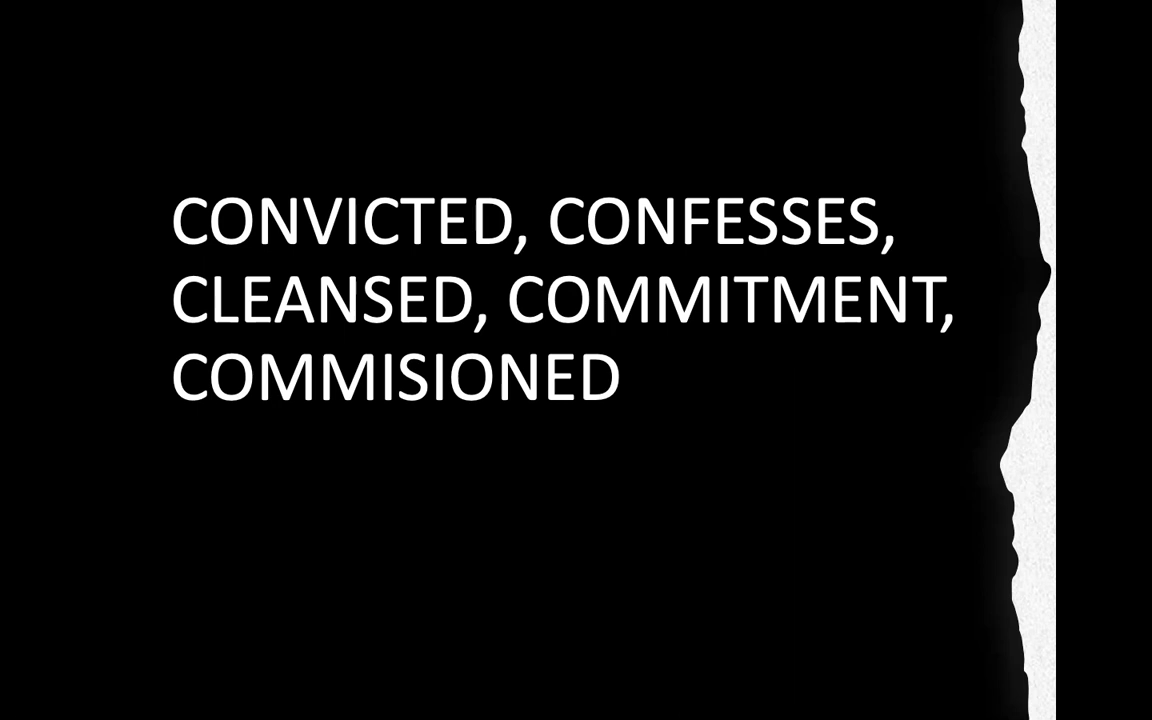 CONVICTED, CONFESSES,
CLEANSED, COMMITMENT,
COMMISIONED